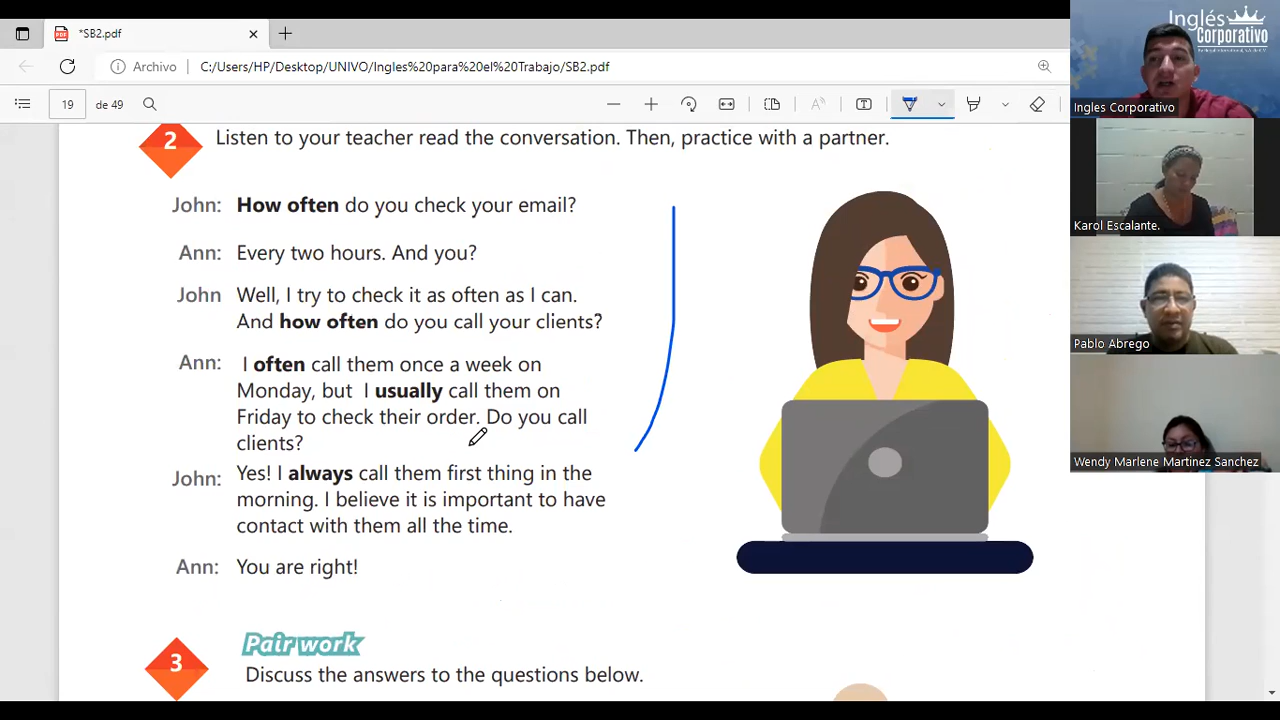 *SB2.pdf
Archivo
C:/Users/HP/Desktop/UNIVO/Ingles%20para%20el%20Trabajo/SB2.pdf
19
de 49
2
Listen to your teacher read the conversation. Then, practice with a partner.
John: How often do you check your email?
Ann: Every two hours. And you?
John Well, I try to check it as often as I can.
And how often do you call your clients?
Ann: I often call them once a week on
Monday, but I usually call them on
Friday to check their order. Do you call
clients?
John: Yes! I always call them first thing in the
morning. I believe it is important to have
contact with them all the time.
Ann: You are right!
3
Pair work
Discuss the answers to the questions below.
Inglés
Corporativo
Ingles Corporativo
Karol Escalante.
Pablo Abrego
Wendy Marlene Martinez Sanchez